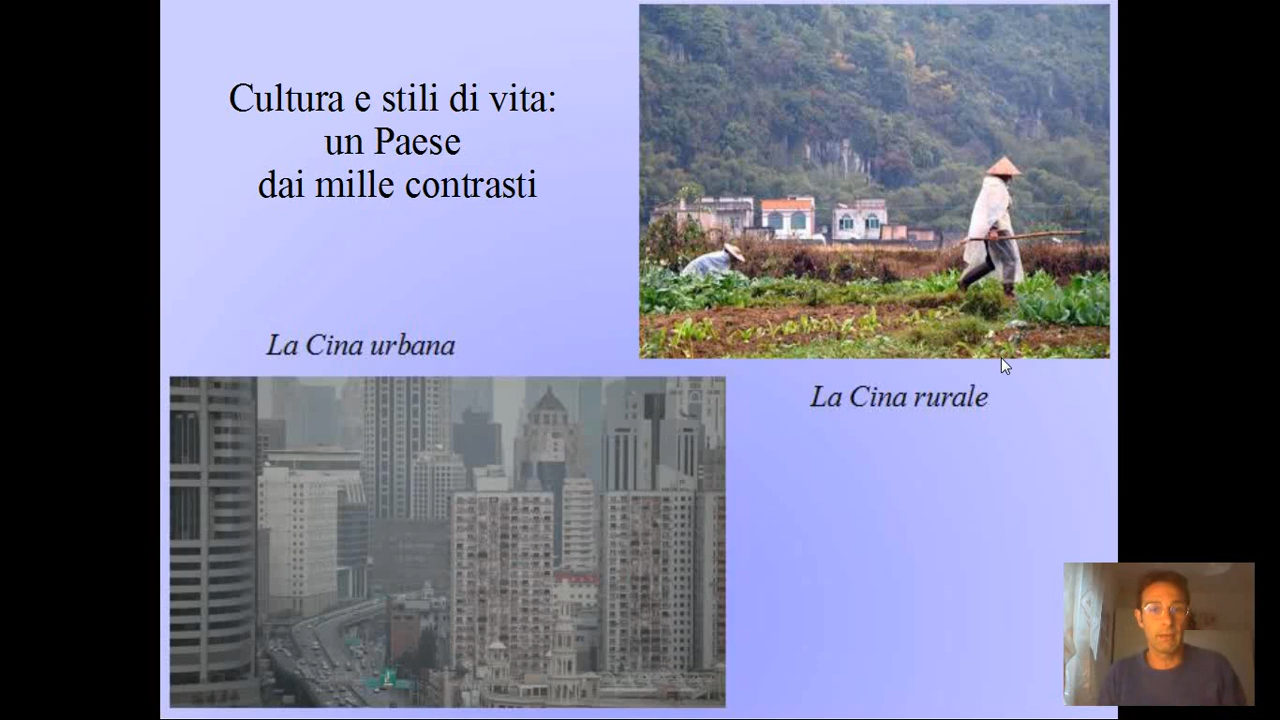 Cultura e stili di vita:
un Paese
dai mille contrasti
La Cina urbana
La Cina rurale